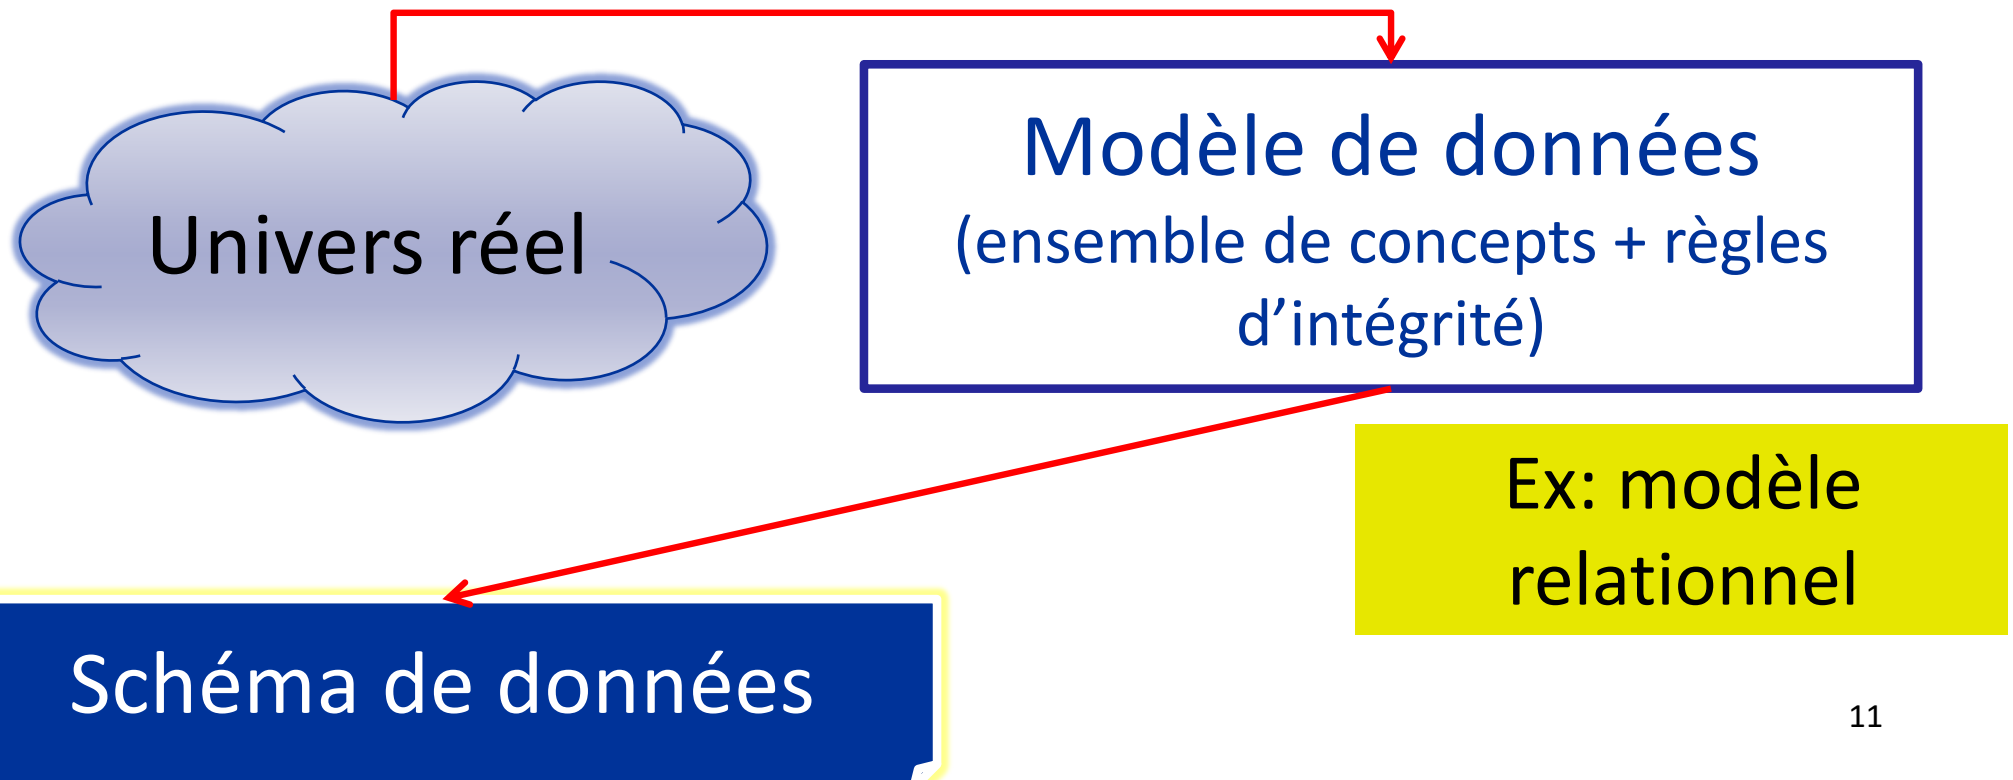 Univers réel
Modèle de données
(ensemble de concepts + règles
d’intégrité)
Ex: modèle
relationnel
Schéma de données
11